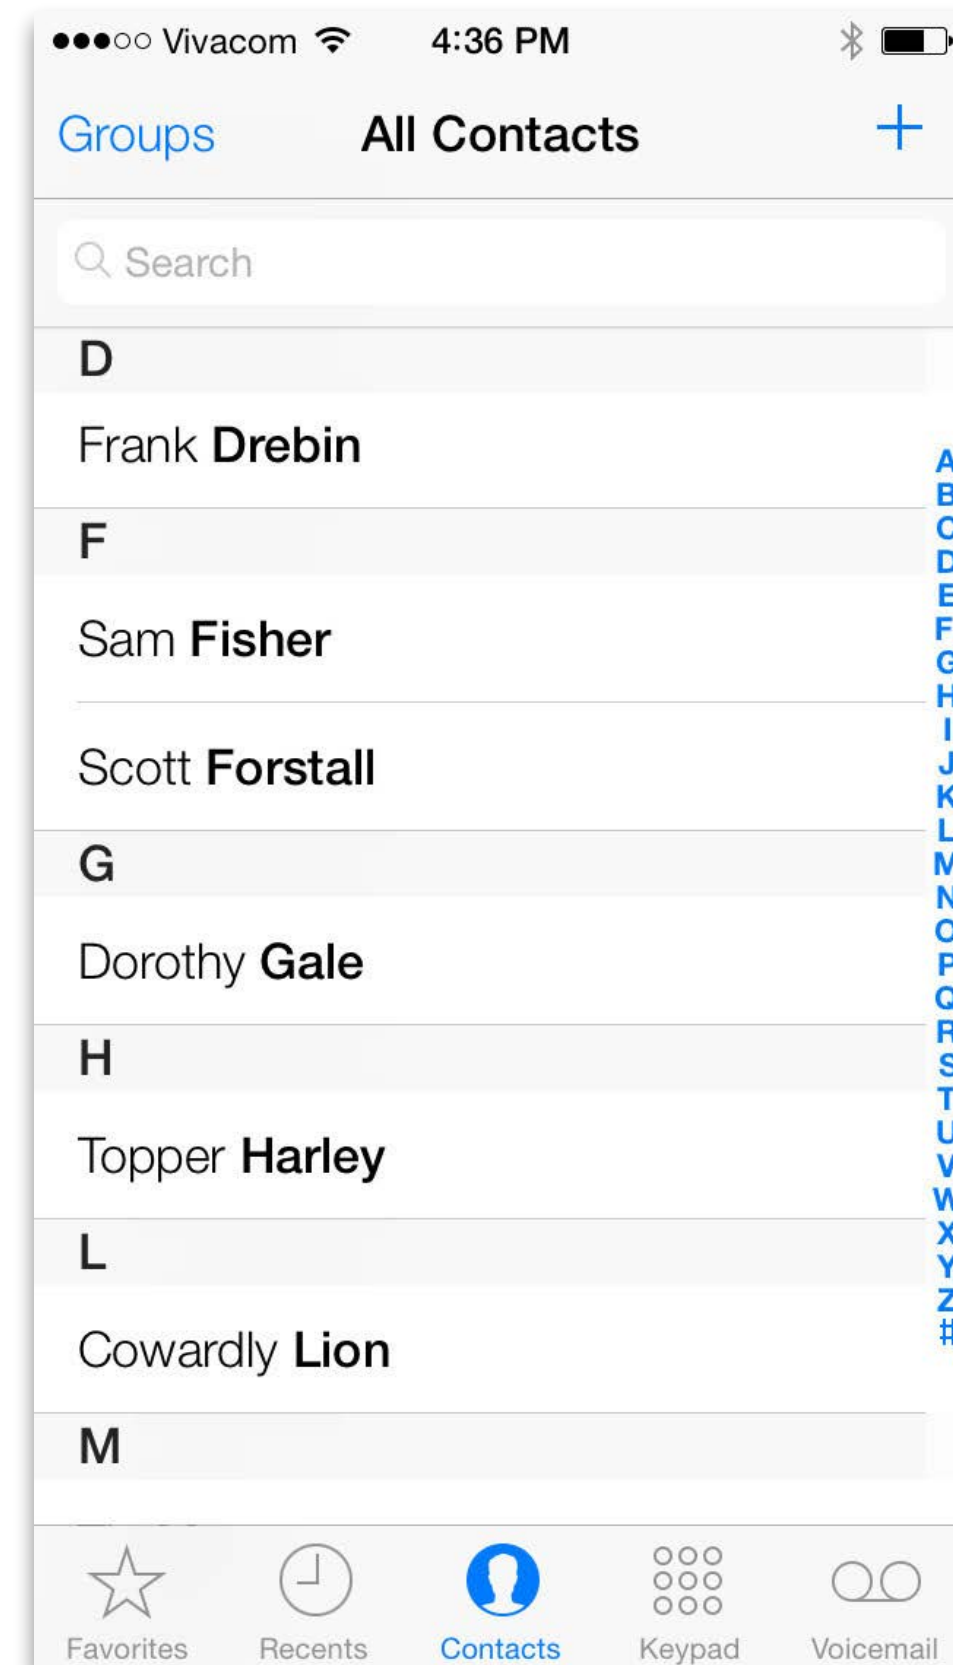 Vivacom 4:36 PM
Groups All Contacts +
Search
D
Frank Drebin
F
Sam Fisher
Scott Forstall
G
Dorothy Gale
H
Topper Harley
L
Cowardly Lion
M
A
B
C
D
E
F
G
H
I
J
K
L
M
N
O
P
Q
R
S
T
U
V
W
X
Y
Z
#
Favorites Recents Contacts Keypad Voicemail